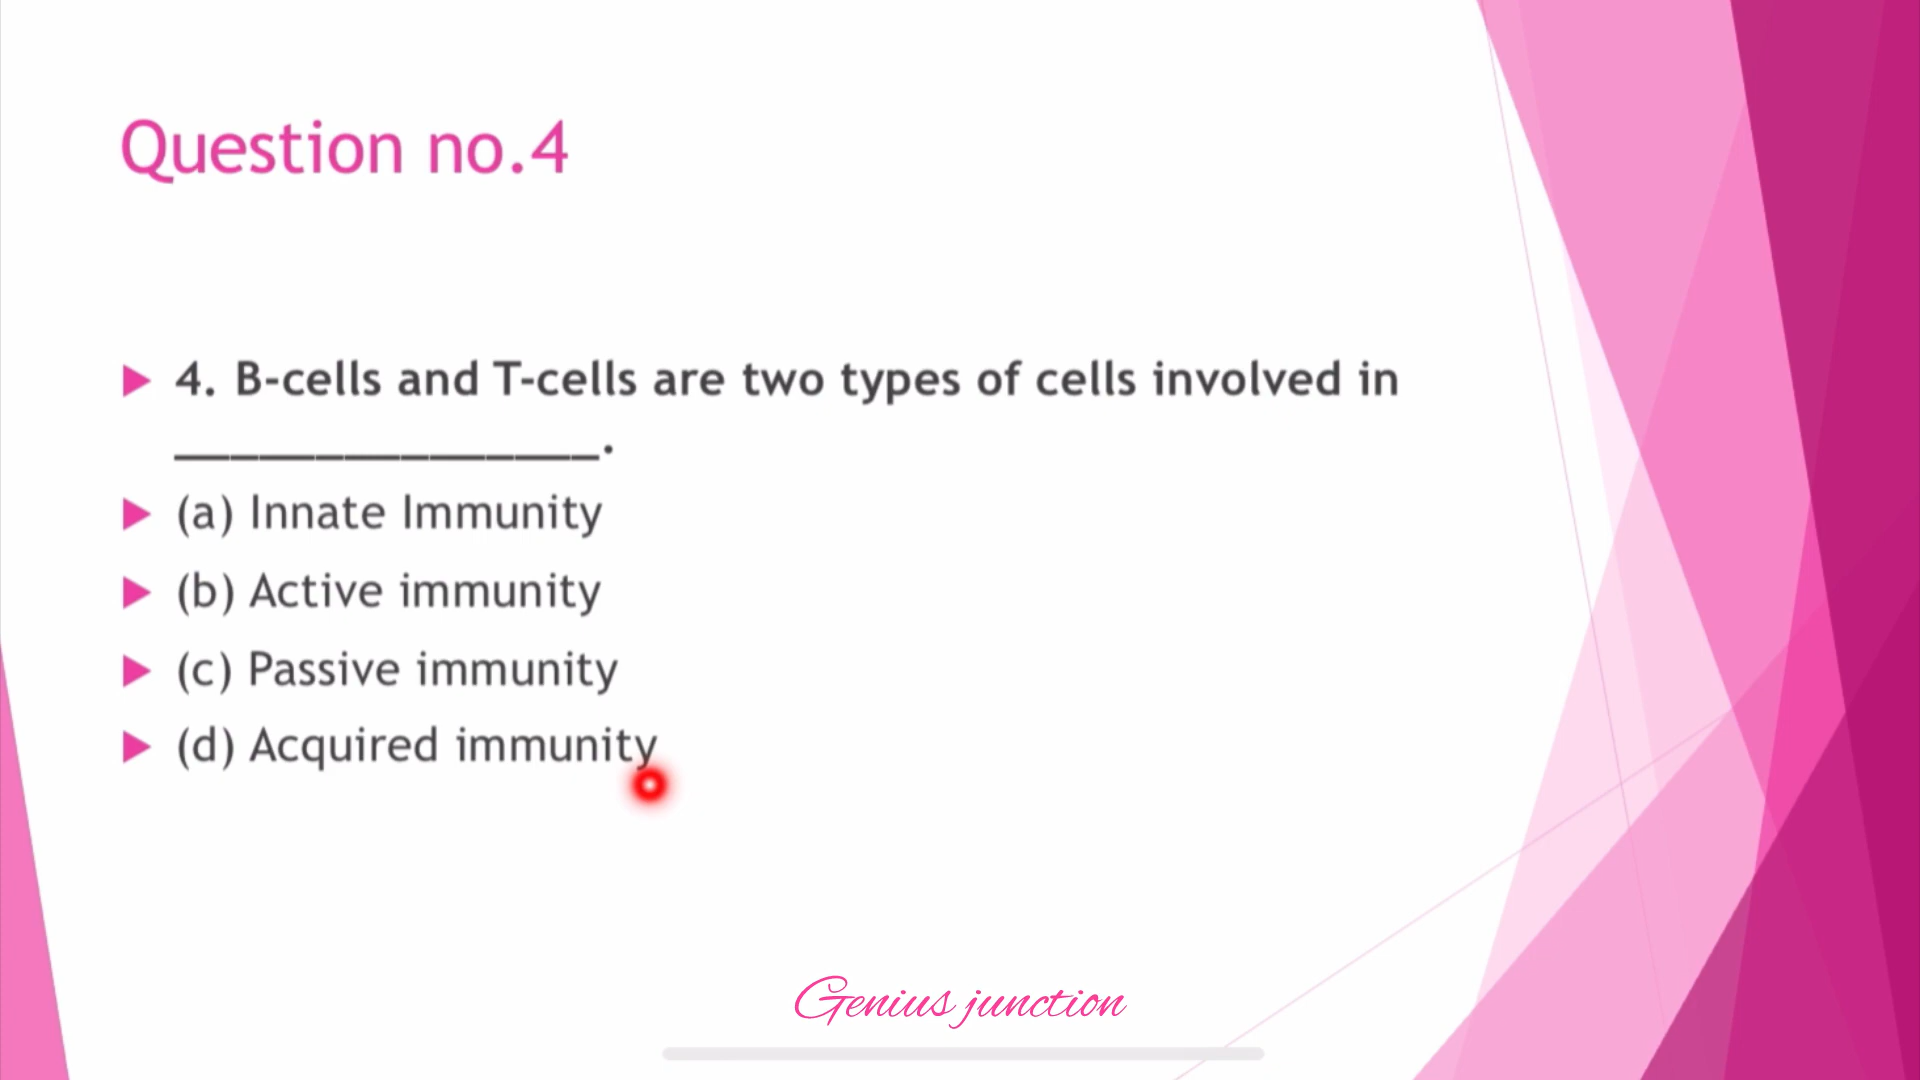 Question no.4
4. B-cells and T-cells are two types of cells involved in
_______________.
(a) Innate Immunity
(b) Active immunity
(c) Passive immunity
(d) Acquired immunity
Genius junction